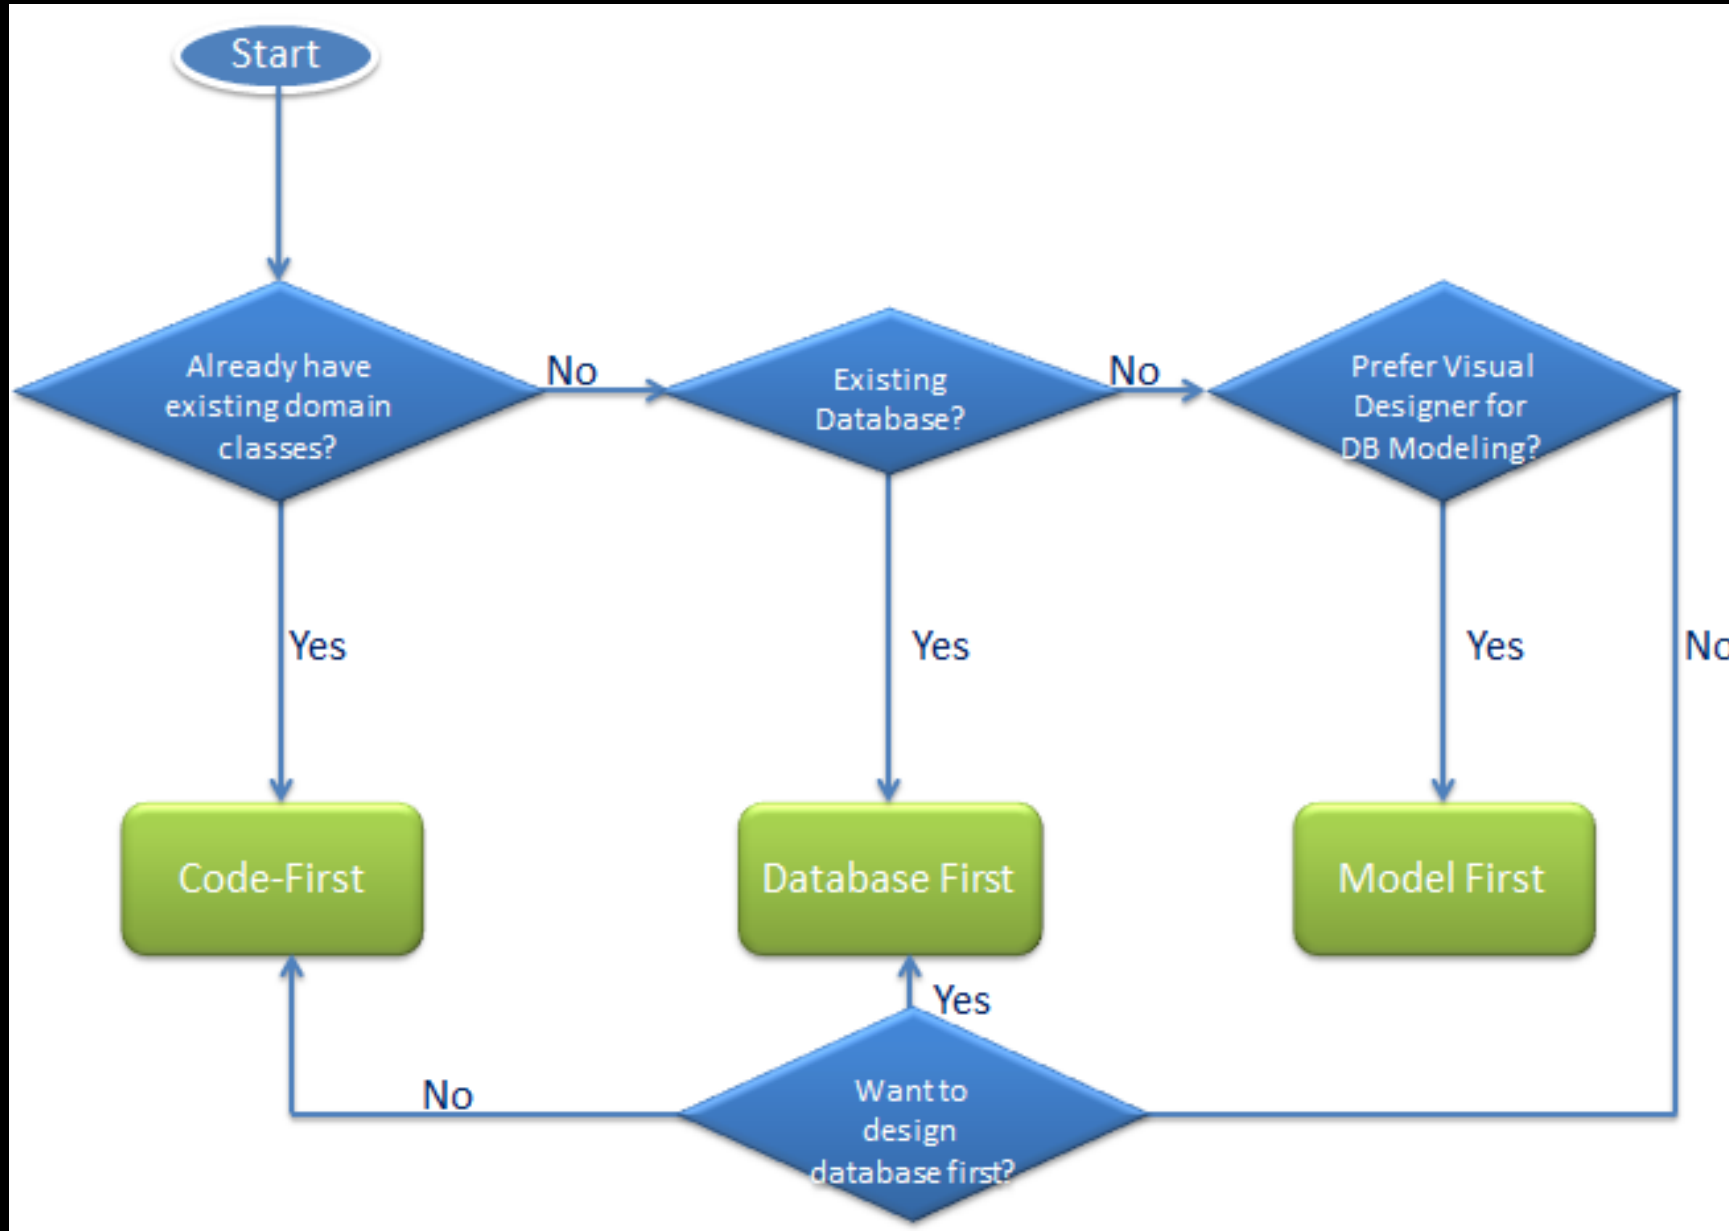 Start
Already have
existing domain
classes?
No
Existing
Database?
No
Prefer Visual
Designer for
DB Modeling?
Yes
Yes
Yes
No
Code-First
Database First
Model First
Yes
No
Want to
design
database first?